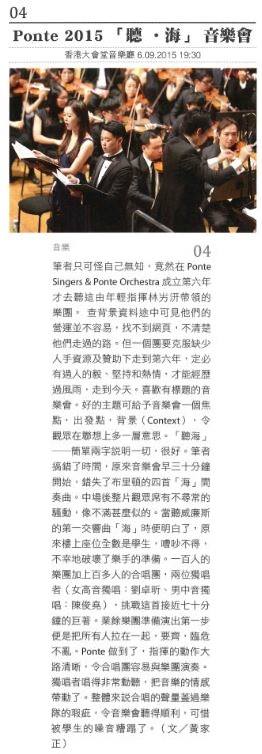 04
Ponte 2015 「聽 ‧ 海」 音樂會
香港大會堂音樂廳 6.09.2015 19:30
音樂
04
筆者只可怪自己無知，竟然在 Ponte
Singers & Ponte Orchestra 成立第六年
才去聽這由年輕指揮林屴汧帶領的
樂團。 查背景資料途中可見他們的
營運並不容易，找不到網頁，不清楚
他們走過的路。但一個團要克服缺少
人手資源及贊助下走到第六年，定必
有過人的毅、堅持和熱情，才能經歷
過風雨，走到今天。喜歡有標題的音
樂會。好的主題可給予音樂會一個焦
點，出發點，背景（Context），令
觀眾在聯想上多一層意思。「聽海」
──簡單兩字說明一切，很好。筆者
搞錯了時間，原來音樂會早三十分鐘
開始，錯失了布里頓的四首「海」間
奏曲。中場後整片觀眾席有不尋常的
騷動，像不滿甚麼似的。當聽威廉斯
的第一交響曲「海」時便明白了，原
來樓上座位全數是學生，嘈吵不得，
不幸地破壞了樂手的準備。一百人的
樂團加上百多人的合唱團，兩位獨唱
者（女高音獨唱：劉卓昕、男中音獨
唱：陳俊堯），挑戰這首接近七十分
鐘的巨著。業餘樂團準備演出第一步
便是把所有人拉在一起，要齊，臨危
不亂。Ponte 做到了，指揮的動作大
路清晰，令合唱團容易與樂團演奏。
獨唱者唱得非常動聽，把音樂的情感
帶動了。整體來説合唱的聲量蓋過樂
隊的瑕疵，令音樂會聽得順利，可惜
被學生的噪音糟蹋了。（文／黃家
正）